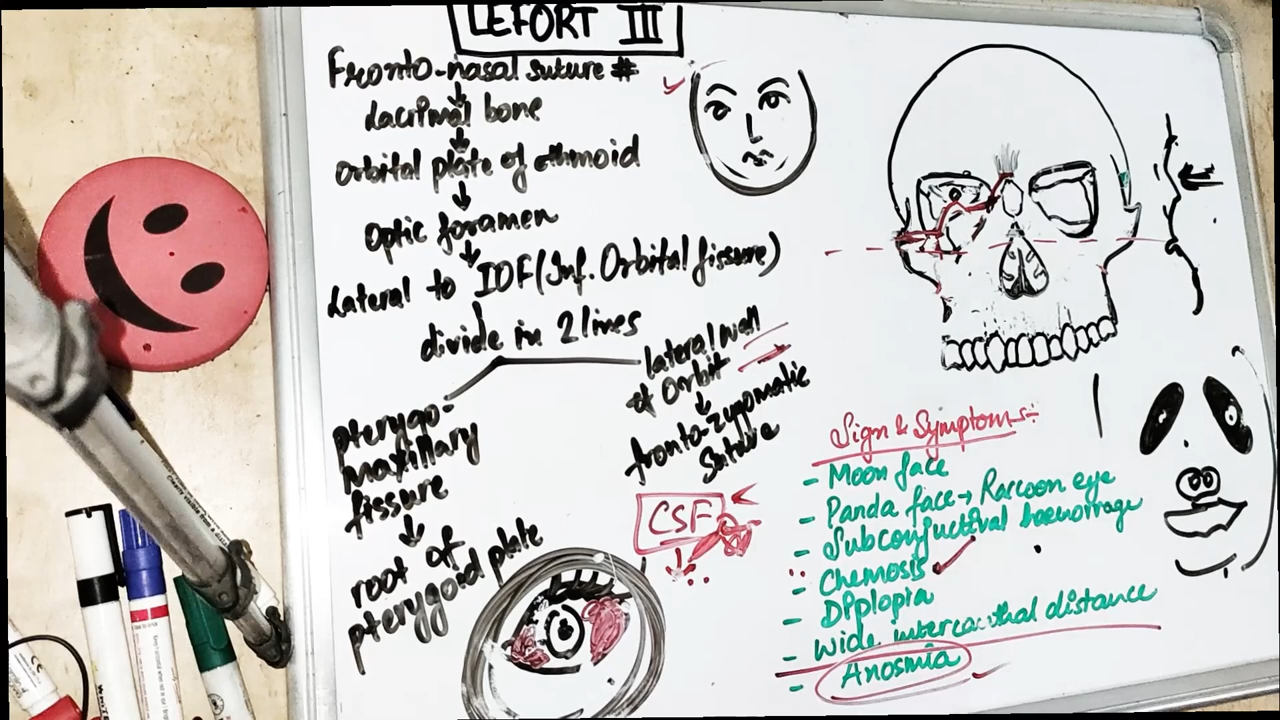 LEFORT III
Fronto-nasal suture #
Lacrimal bone
Orbital plate of ethmoid
Optic foramen
Lateral to IOF (Inf. Orbital fissure)
divide in 2 lines
pterygo-
maxillary
fissure
root of
pterygoid plate
lateral wall
of Orbit
fronto-zygomatic
Suture
CSF
Sign & Symptoms:-
- Moon face
- Panda face → Raccoon eye
- Subconjuctival haemorrhage
- Chemosis
- Diplopia
- Wide intercanthal distance
- Anosmia